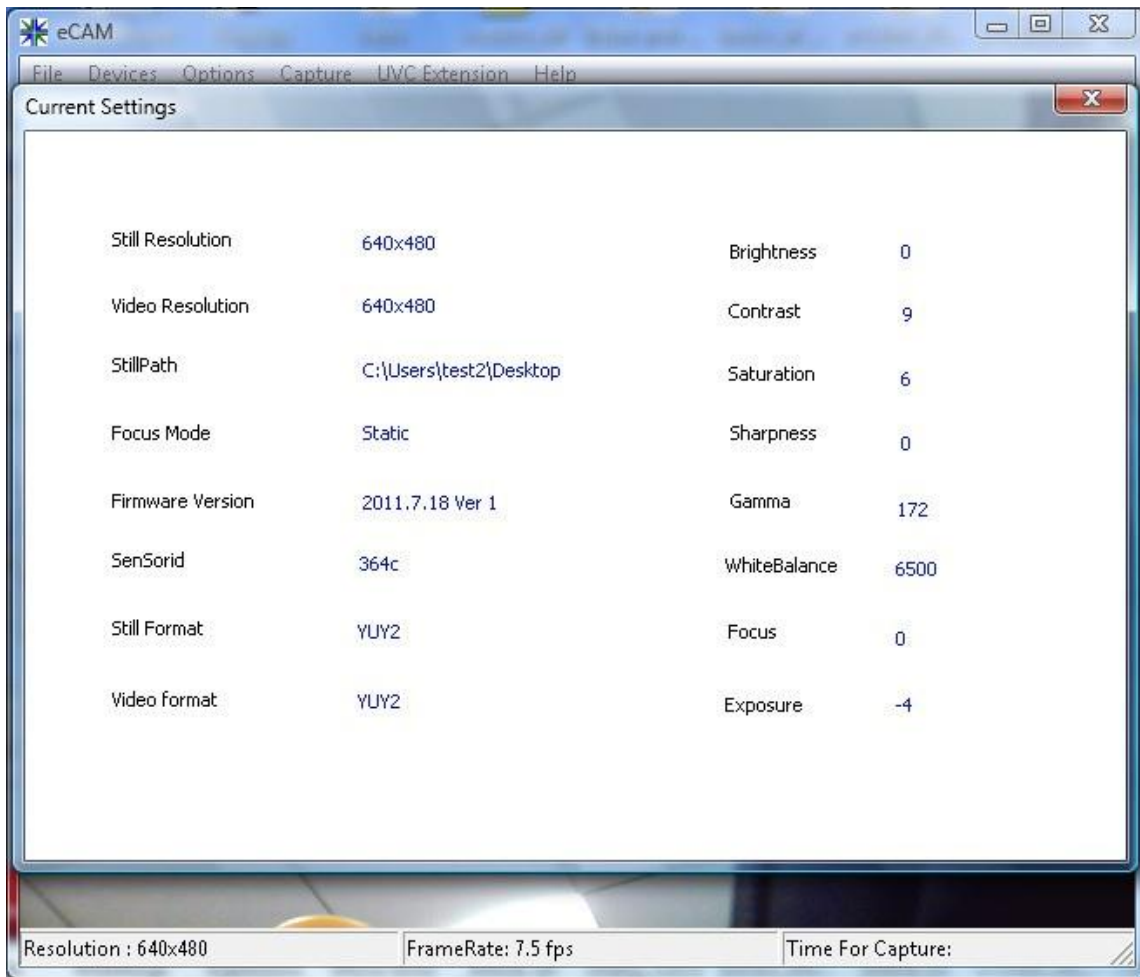 eCAM
File Devices Options Capture UVC Extension Help
Current Settings
Still Resolution 640x480
Video Resolution 640x480
StillPath C:\Users\test2\Desktop
Focus Mode Static
Firmware Version 2011.7.18 Ver 1
SenSorid 364c
Still Format YUY2
Video format YUY2
Brightness 0
Contrast 9
Saturation 6
Sharpness 0
Gamma 172
WhiteBalance 6500
Focus 0
Exposure -4
Resolution : 640x480 FrameRate: 7.5 fps Time For Capture: